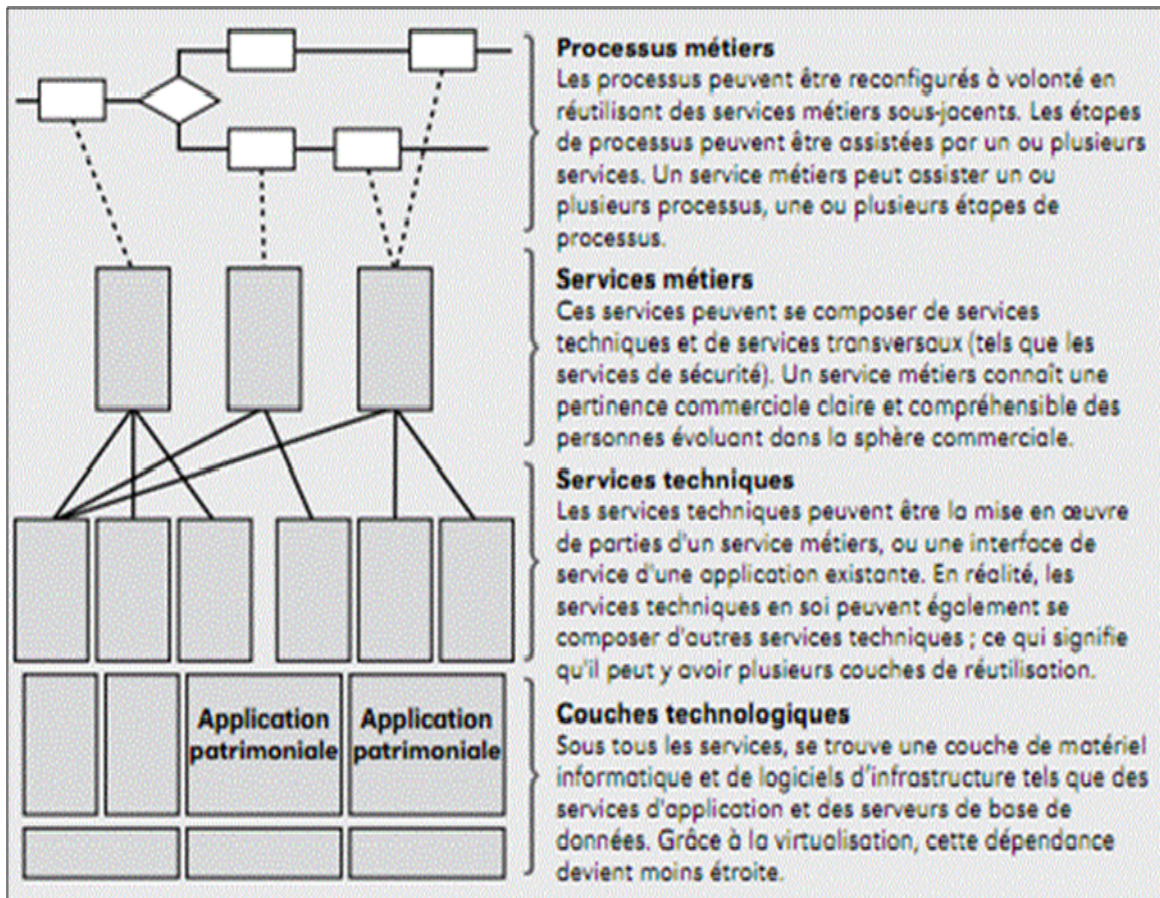 Processus métiers
Les processus peuvent être reconfigurés à volonté en
réutilisant des services métiers sous-jacents. Les étapes
de processus peuvent être assistées par un ou plusieurs
services. Un service métiers peut assister un ou
plusieurs processus, une ou plusieurs étapes de
processus.
Services métiers
Ces services peuvent se composer de services
techniques et de services transversaux (tels que les
services de sécurité). Un service métiers connaît une
pertinence commerciale claire et compréhensible des
personnes évoluant dans la sphère commerciale.
Services techniques
Les services techniques peuvent être la mise en œuvre
de parties d'un service métiers, ou une interface de
service d'une application existante. En réalité, les
services techniques en soi peuvent également se
composer d'autres services techniques ; ce qui signifie
qu'il peut y avoir plusieurs couches de réutilisation.
Application
patrimoniale
Application
patrimoniale
Couches technologiques
Sous tous les services, se trouve une couche de matériel
informatique et de logiciels d'infrastructure tels que des
services d'application et des serveurs de base de
données. Grâce à la virtualisation, cette dépendance
devient moins étroite.